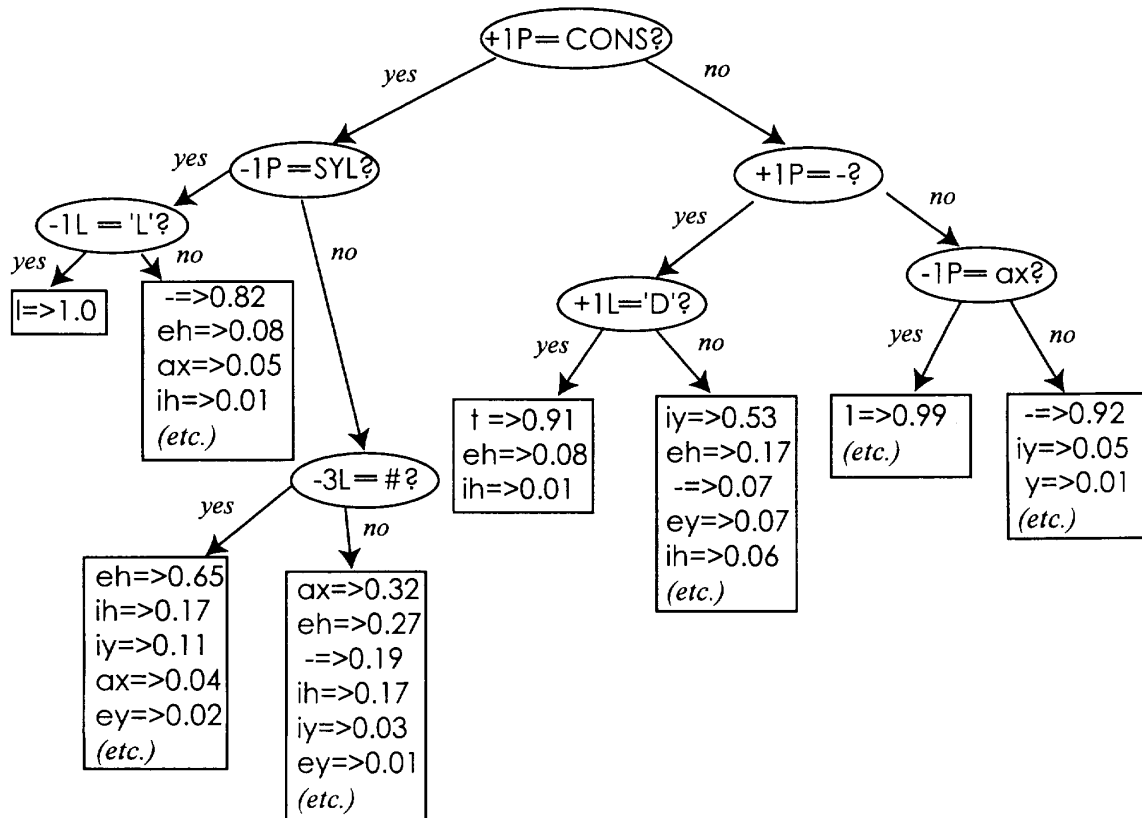 +1P== CONS?
yes
no
-1P==SYL?
+1P==-?
yes
no
yes
no
-1L == 'L'?
+1L=='D'?
-1P== ax?
yes
no
yes
no
yes
no
l=>1.0
-=>0.82
eh=>0.08
ax=>0.05
ih=>0.01
(etc.)
t =>0.91
eh=>0.08
ih=>0.01
iy=>0.53
eh=>0.17
-=>0.07
ey=>0.07
ih=>0.06
(etc.)
1=>0.99
(etc.)
-=>0.92
iy=>0.05
y=>0.01
(etc.)
-3L== #?
yes
no
eh=>0.65
ih=>0.17
iy=>0.11
ax=>0.04
ey=>0.02
(etc.)
ax=>0.32
eh=>0.27
-=>0.19
ih=>0.17
iy=>0.03
ey=>0.01
(etc.)